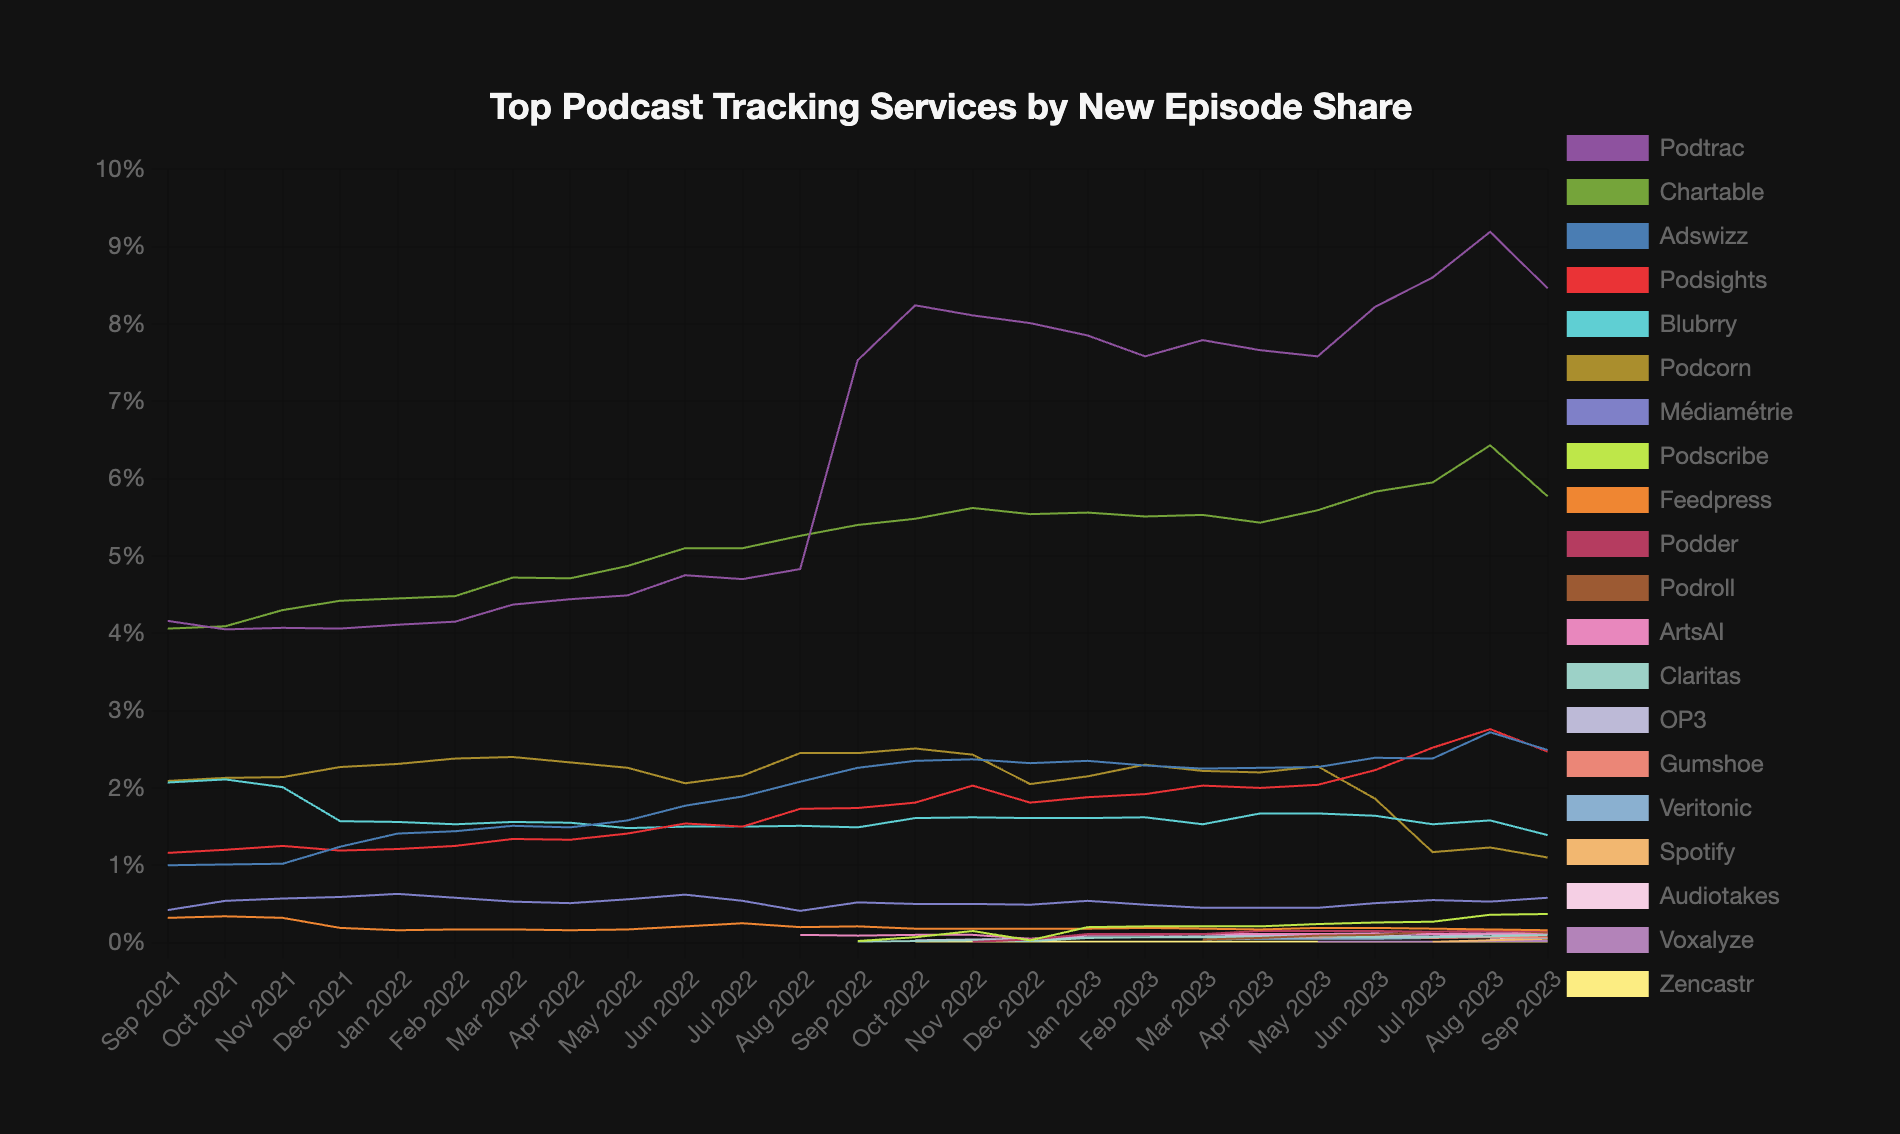 Top Podcast Tracking Services by New Episode Share
10%
9%
8%
7%
6%
5%
4%
3%
2%
1%
0%
Sep 2021
Oct 2021
Nov 2021
Dec 2021
Jan 2022
Feb 2022
Mar 2022
Apr 2022
May 2022
Jun 2022
Jul 2022
Aug 2022
Sep 2022
Oct 2022
Nov 2022
Dec 2022
Jan 2023
Feb 2023
Mar 2023
Apr 2023
May 2023
Jun 2023
Jul 2023
Aug 2023
Sep 2023
Podtrac
Chartable
Adswizz
Podsights
Blubrry
Podcorn
Médiamétrie
Podscribe
Feedpress
Podder
Podroll
ArtsAI
Claritas
OP3
Gumshoe
Veritonic
Spotify
Audiotakes
Voxalyze
Zencastr